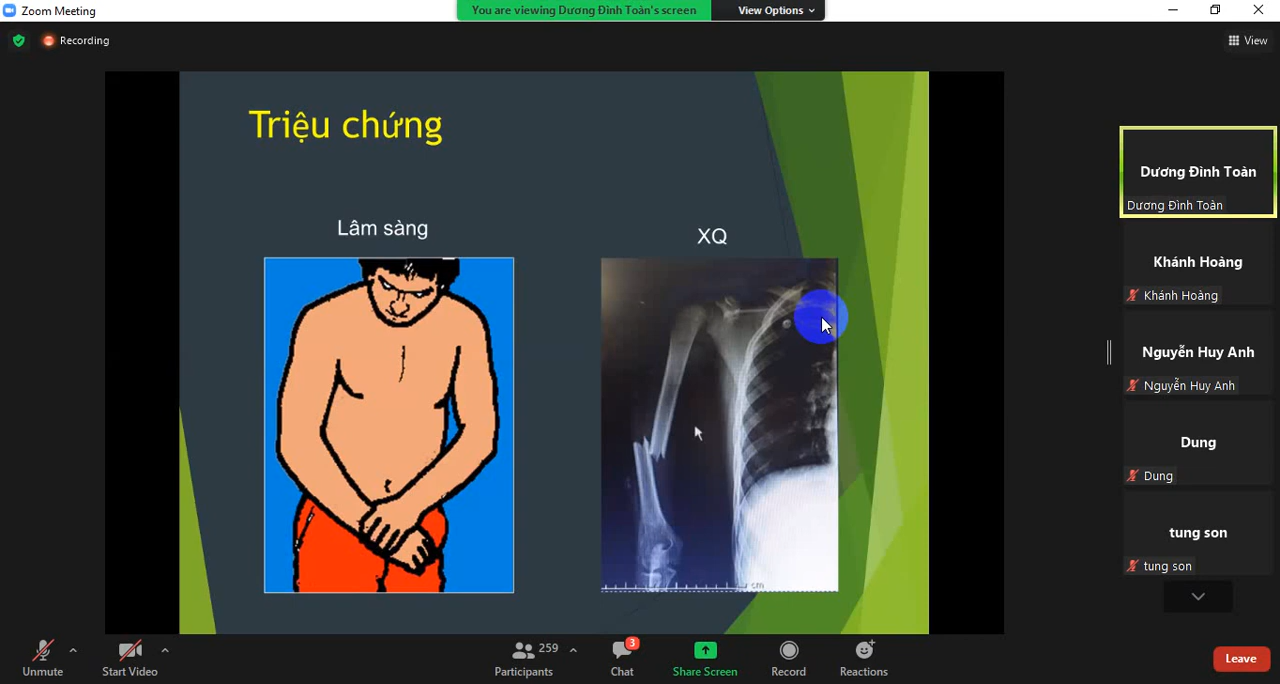 Zoom Meeting
You are viewing Dương Đình Toàn's screen
View Options
Recording
View
Triệu chứng
Lâm sàng
XQ
cm
Dương Đình Toàn
Dương Đình Toàn
Khánh Hoàng
Khánh Hoàng
Nguyễn Huy Anh
Nguyễn Huy Anh
Dung
Dung
tung son
tung son
Unmute
Start Video
259
Participants
3
Chat
Share Screen
Record
Reactions
Leave